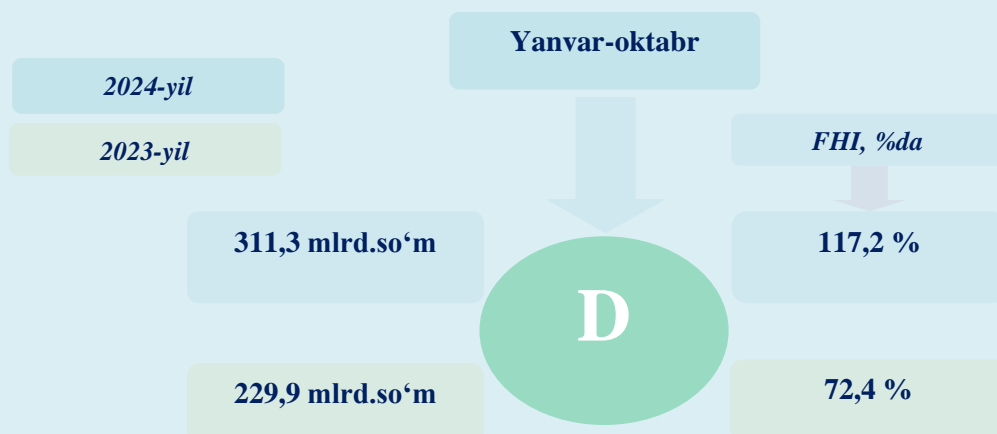 Yanvar-oktabr
2024-yil
2023-yil
FHI, %da
311,3 mlrd.so‘m
D
117,2 %
229,9 mlrd.so‘m
72,4 %